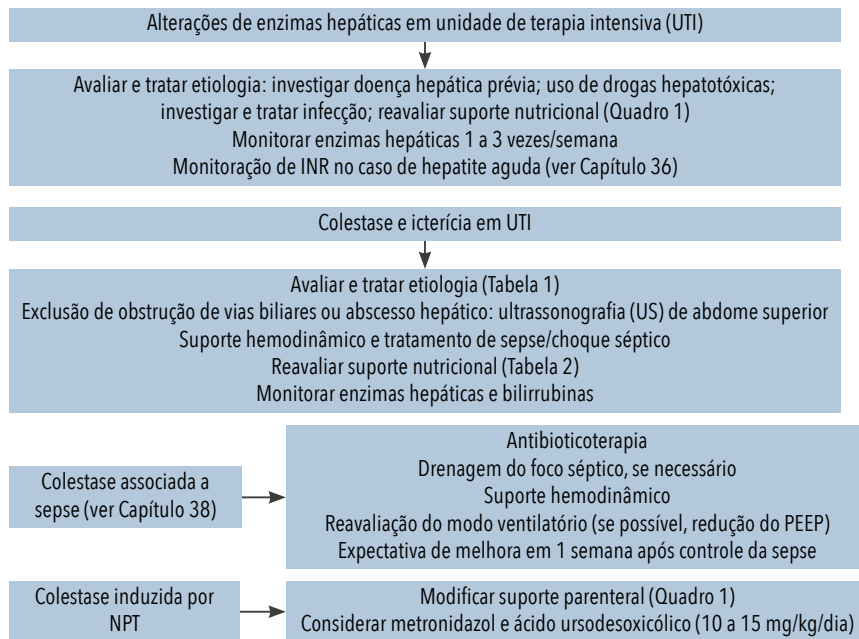 Alterações de enzimas hepáticas em unidade de terapia intensiva (UTI)
Avaliar e tratar etiologia: investigar doença hepática prévia; uso de drogas hepatotóxicas;
investigar e tratar infecção; reavaliar suporte nutricional (Quadro 1)
Monitorar enzimas hepáticas 1 a 3 vezes/semana
Monitoração de INR no caso de hepatite aguda (ver Capítulo 36)
Colestase e icterícia em UTI
Avaliar e tratar etiologia (Tabela 1)
Exclusão de obstrução de vias biliares ou abscesso hepático: ultrassonografia (US) de abdome superior
Suporte hemodinâmico e tratamento de sepse/choque séptico
Reavaliar suporte nutricional (Tabela 2)
Monitorar enzimas hepáticas e bilirrubinas
Colestase associada a
sepse (ver Capítulo 38)
Antibioticoterapia
Drenagem do foco séptico, se necessário
Suporte hemodinâmico
Reavaliação do modo ventilatório (se possível, redução do PEEP)
Expectativa de melhora em 1 semana após controle da sepse
Colestase induzida por
NPT
Modificar suporte parenteral (Quadro 1)
Considerar metronidazol e ácido ursodesoxicólico (10 a 15 mg/kg/dia)